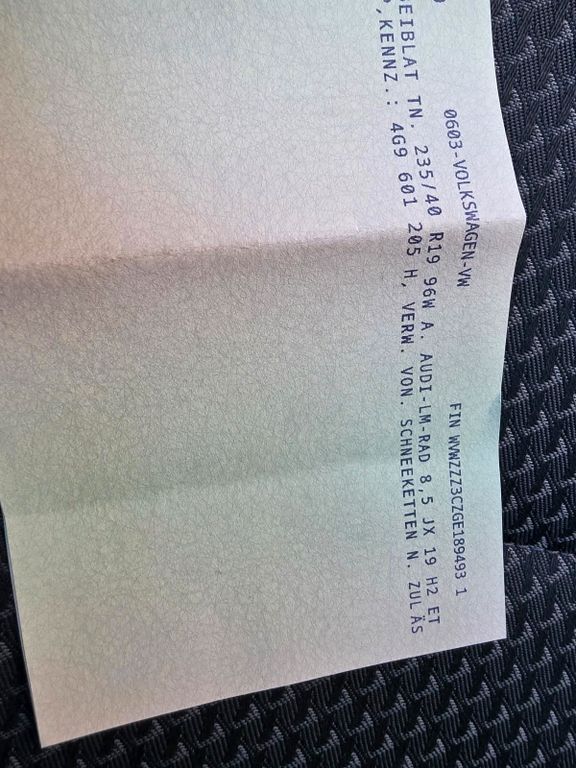 0603-VOLKSWAGEN-VW FIN WVWZZZ3CZGE189493 1
EIBLAT TN. 235/40 R19 96W A. AUDI-LM-RAD 8,5 JX 19 H2 ET
,KENNZ.: 4G9 601 205 H, VERW. VON. SCHNEEKETTEN N. ZULÄS